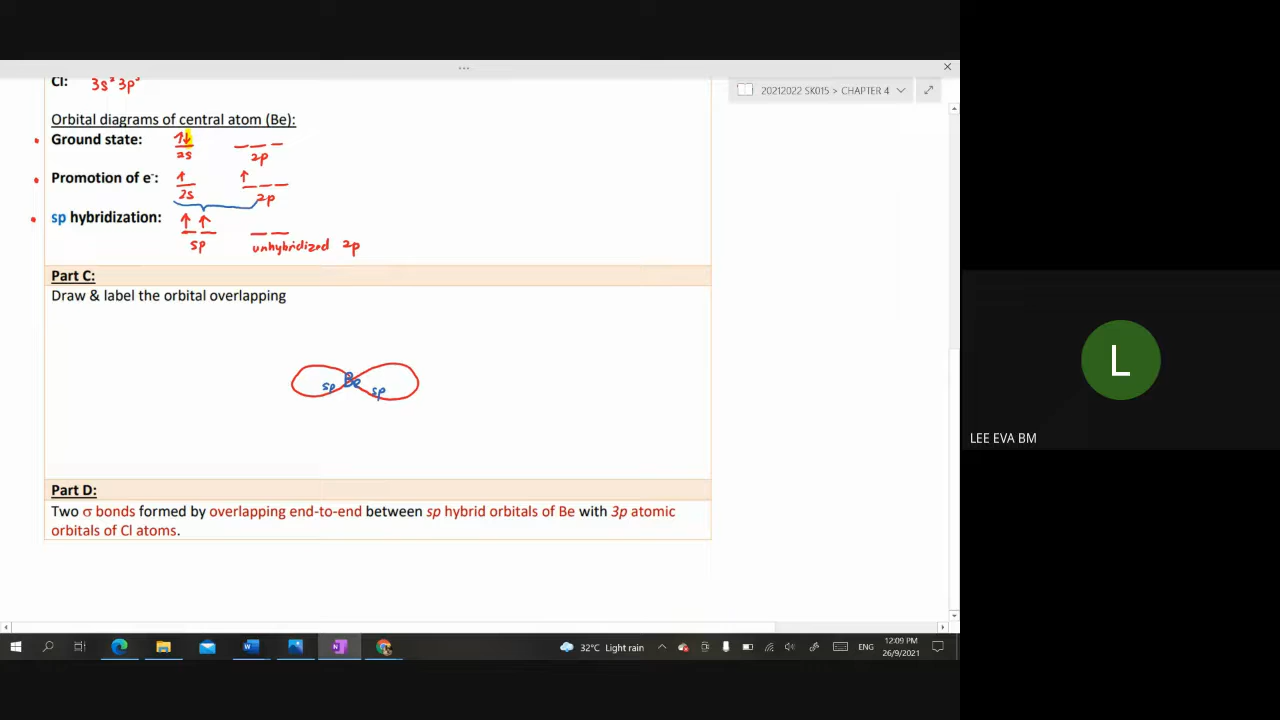 ...
Cl: 3s² 3p⁵
20212022 SK015 > CHAPTER 4
Orbital diagrams of central atom (Be):
Ground state: ↑↓ _ _ _
2s 2p
Promotion of e⁻: ↑ ↑ _ _
2s 2p
sp hybridization: ↑ ↑ _ _
sp unhybridized 2p
Part C:
Draw & label the orbital overlapping
sp Be sp
Part D:
Two σ bonds formed by overlapping end-to-end between sp hybrid orbitals of Be with 3p atomic
orbitals of Cl atoms.
L
LEE EVA BM
32°C Light rain
ENG
12:09 PM
26/9/2021